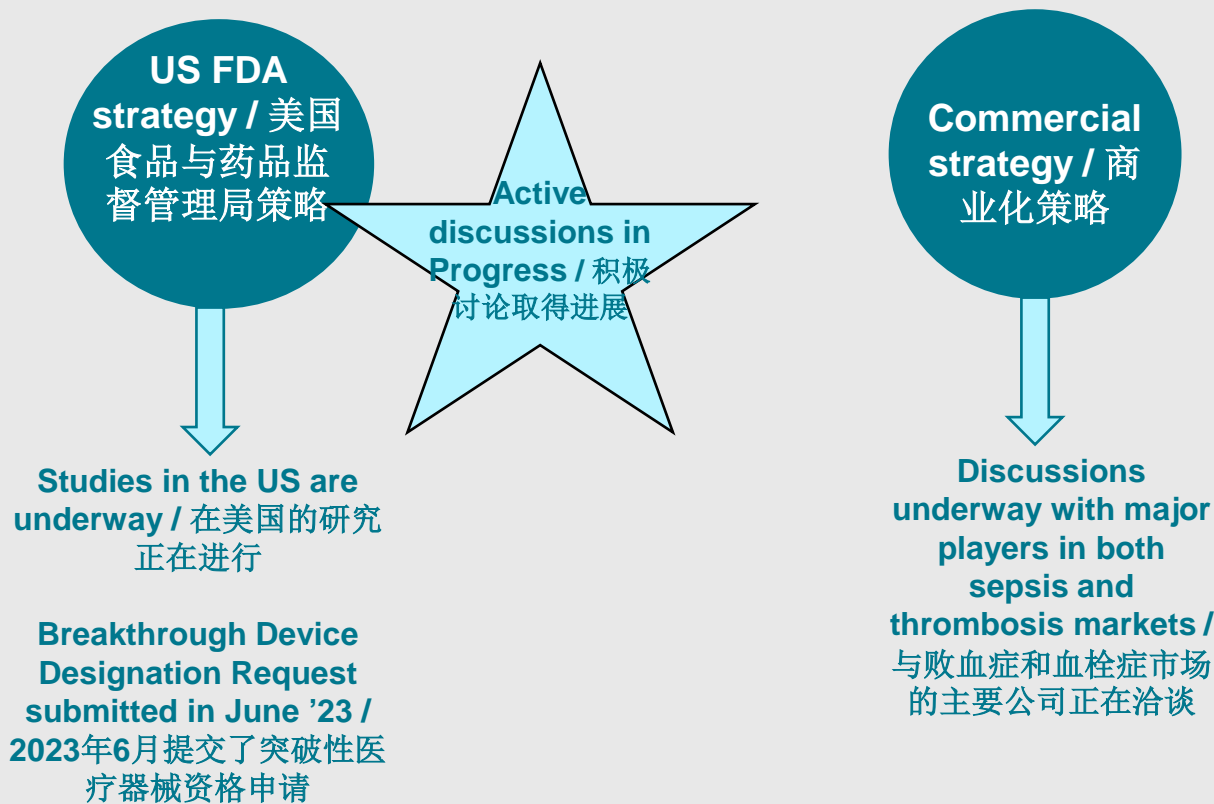 US FDA
strategy / 美国
食品与药品监
督管理局策略
Active
discussions in
Progress / 积极
讨论取得进展
Commercial
strategy / 商
业化策略
Studies in the US are
underway / 在美国的研究
正在进行
Breakthrough Device
Designation Request
submitted in June ’23 /
2023年6月提交了突破性医
疗器械资格申请
Discussions
underway with major
players in both
sepsis and
thrombosis markets /
与败血症和血栓症市场
的主要公司正在洽谈